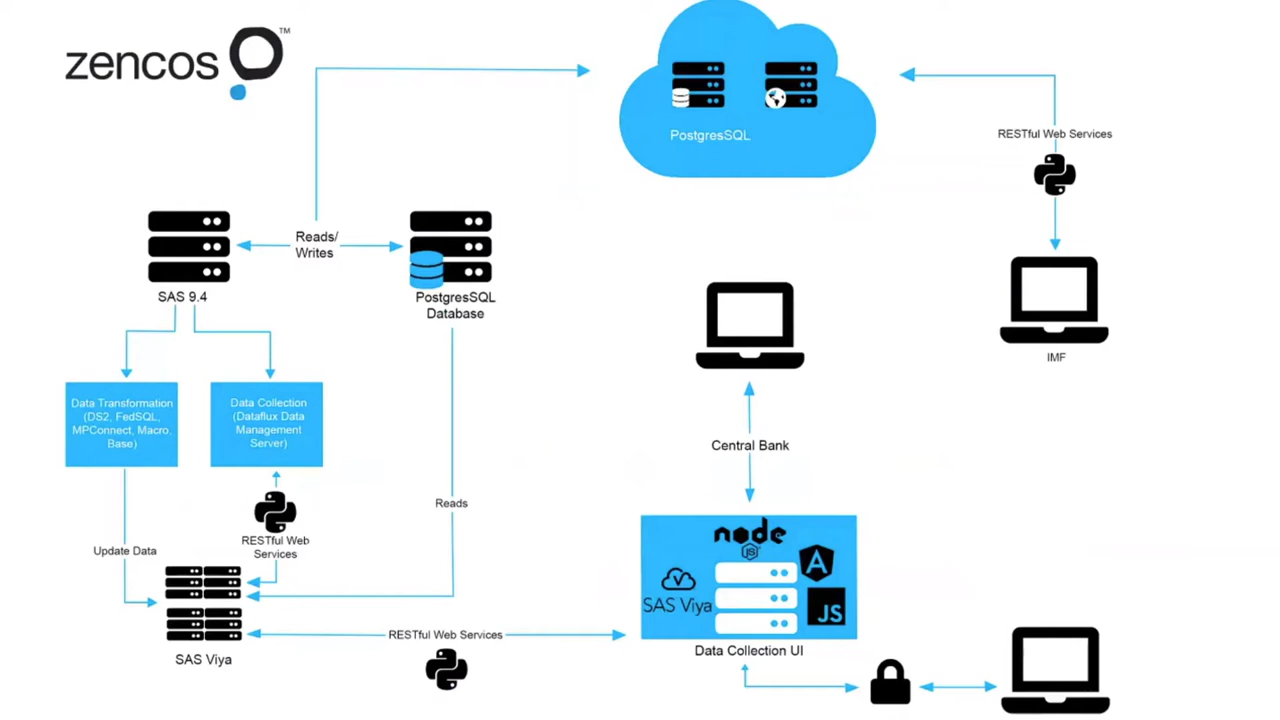 zencos
TM
PostgresSQL
RESTful Web Services
Reads/
Writes
SAS 9.4
PostgresSQL
Database
IMF
Data Transformation
(DS2, FedSQL,
MPConnect, Macro,
Base)
Data Collection
(Dataflux Data
Management
Server)
Central Bank
Reads
Update Data
RESTful Web
Services
node
JS
A
SAS Viya
JS
RESTful Web Services
SAS Viya
Data Collection UI